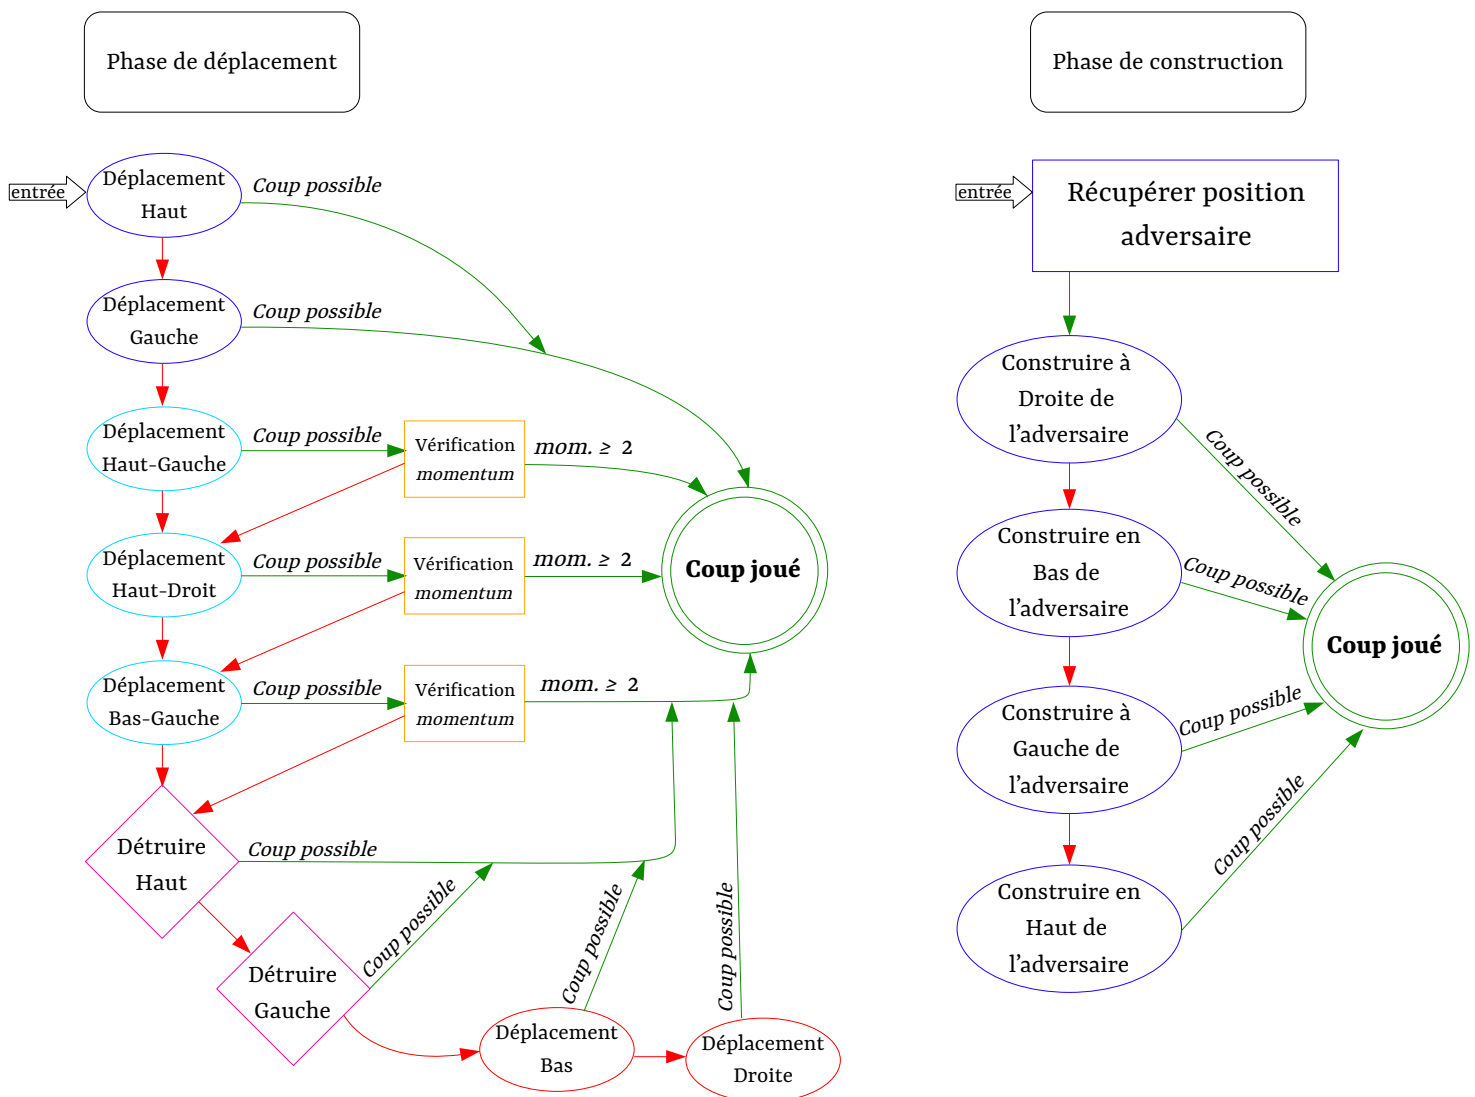 Phase de déplacement
entrée
Déplacement
Haut
Coup possible
Déplacement
Gauche
Coup possible
Déplacement
Haut-Gauche
Coup possible
Vérification
momentum
mom. ≥ 2
Déplacement
Haut-Droit
Coup possible
Vérification
momentum
mom. ≥ 2
Coup joué
Déplacement
Bas-Gauche
Coup possible
Vérification
momentum
mom. ≥ 2
Détruire
Haut
Coup possible
Détruire
Gauche
Coup possible
Déplacement
Bas
Coup possible
Déplacement
Droite
Coup possible
Phase de construction
entrée
Récupérer position
adversaire
Construire à
Droite de
l’adversaire
Coup possible
Construire en
Bas de
l’adversaire
Coup possible
Coup joué
Construire à
Gauche de
l’adversaire
Coup possible
Construire en
Haut de
l’adversaire
Coup possible